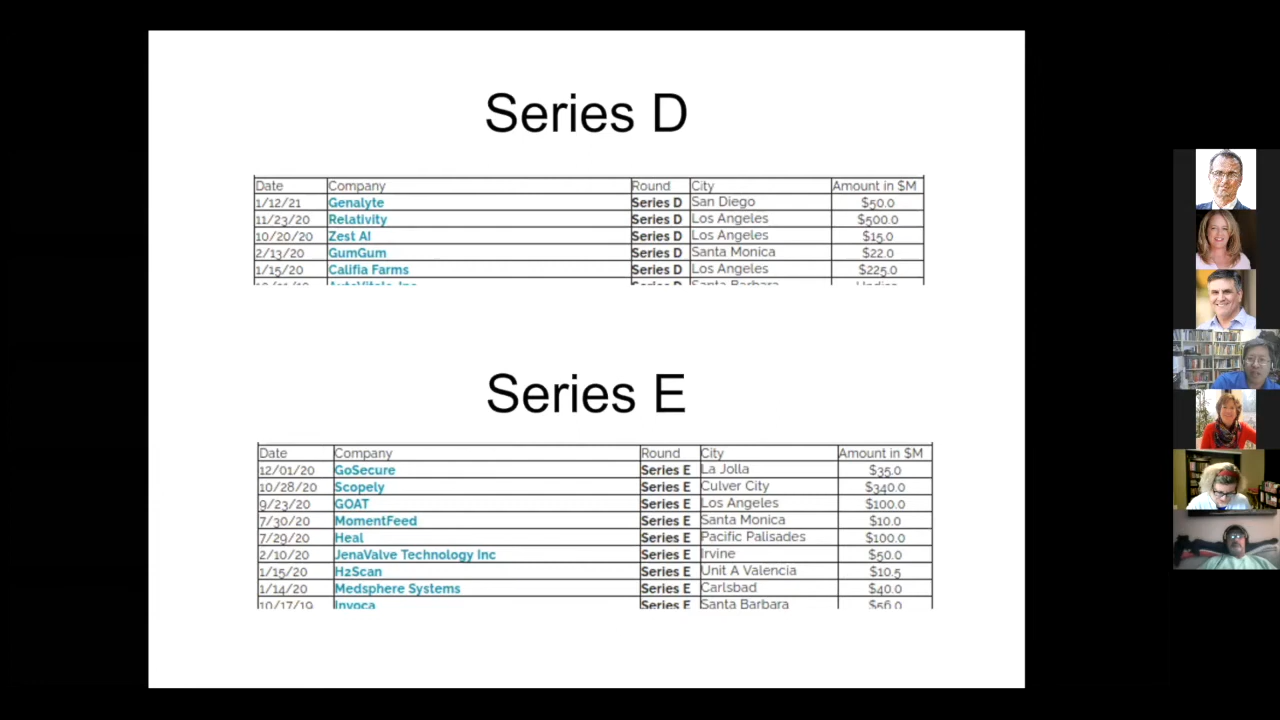 Series D
Date Company Round City Amount in $M
1/12/21 Genalyte Series D San Diego $50.0
11/23/20 Relativity Series D Los Angeles $500.0
10/20/20 Zest AI Series D Los Angeles $15.0
2/13/20 GumGum Series D Santa Monica $22.0
1/15/20 Califia Farms Series D Los Angeles $225.0
Series D Santa Barbara
Series E
Date Company Round City Amount in $M
12/01/20 GoSecure Series E La Jolla $35.0
10/28/20 Scopely Series E Culver City $340.0
9/23/20 GOAT Series E Los Angeles $100.0
7/30/20 MomentFeed Series E Santa Monica $10.0
7/29/20 Heal Series E Pacific Palisades $100.0
2/10/20 JenaValve Technology Inc Series E Irvine $50.0
1/15/20 H2Scan Series E Unit A Valencia $10.5
1/14/20 Medsphere Systems Series E Carlsbad $40.0
10/17/19 Invoca Series E Santa Barbara $56.0